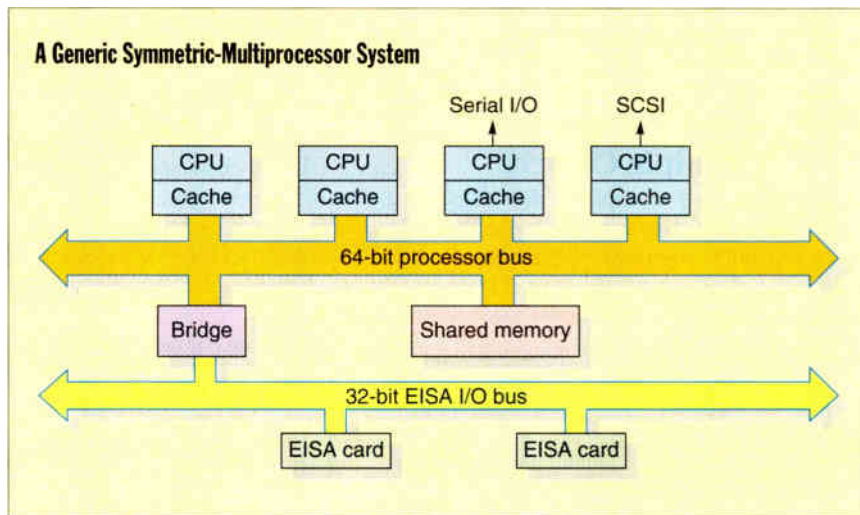 A Generic Symmetric-Multiprocessor System
Serial I/O
SCSI
CPU
CPU
CPU
CPU
Cache
Cache
Cache
Cache
64-bit processor bus
Bridge
Shared memory
32-bit EISA I/O bus
EISA card
EISA card